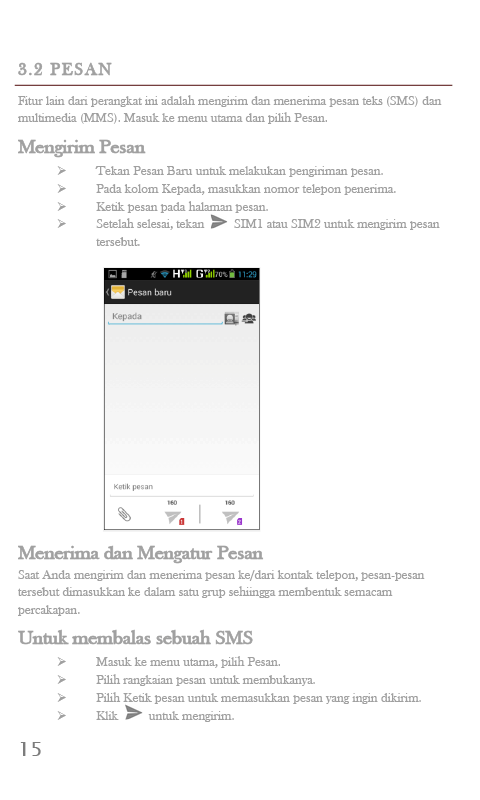 3.2 PESAN
Fitur lain dari perangkat ini adalah mengirim dan menerima pesan teks (SMS) dan
multimedia (MMS). Masuk ke menu utama dan pilih Pesan.
Mengirim Pesan
➢ Tekan Pesan Baru untuk melakukan pengiriman pesan.
➢ Pada kolom Kepada, masukkan nomor telepon penerima.
➢ Ketik pesan pada halaman pesan.
➢ Setelah selesai, tekan SIM1 atau SIM2 untuk mengirim pesan
tersebut.
H G 70% 11:29
Pesan baru
Kepada
Ketik pesan
160 160
1 2
Menerima dan Mengatur Pesan
Saat Anda mengirim dan menerima pesan ke/dari kontak telepon, pesan-pesan
tersebut dimasukkan ke dalam satu grup sehiingga membentuk semacam
percakapan.
Untuk membalas sebuah SMS
➢ Masuk ke menu utama, pilih Pesan.
➢ Pilih rangkaian pesan untuk membukanya.
➢ Pilih Ketik pesan untuk memasukkan pesan yang ingin dikirim.
➢ Klik untuk mengirim.
15